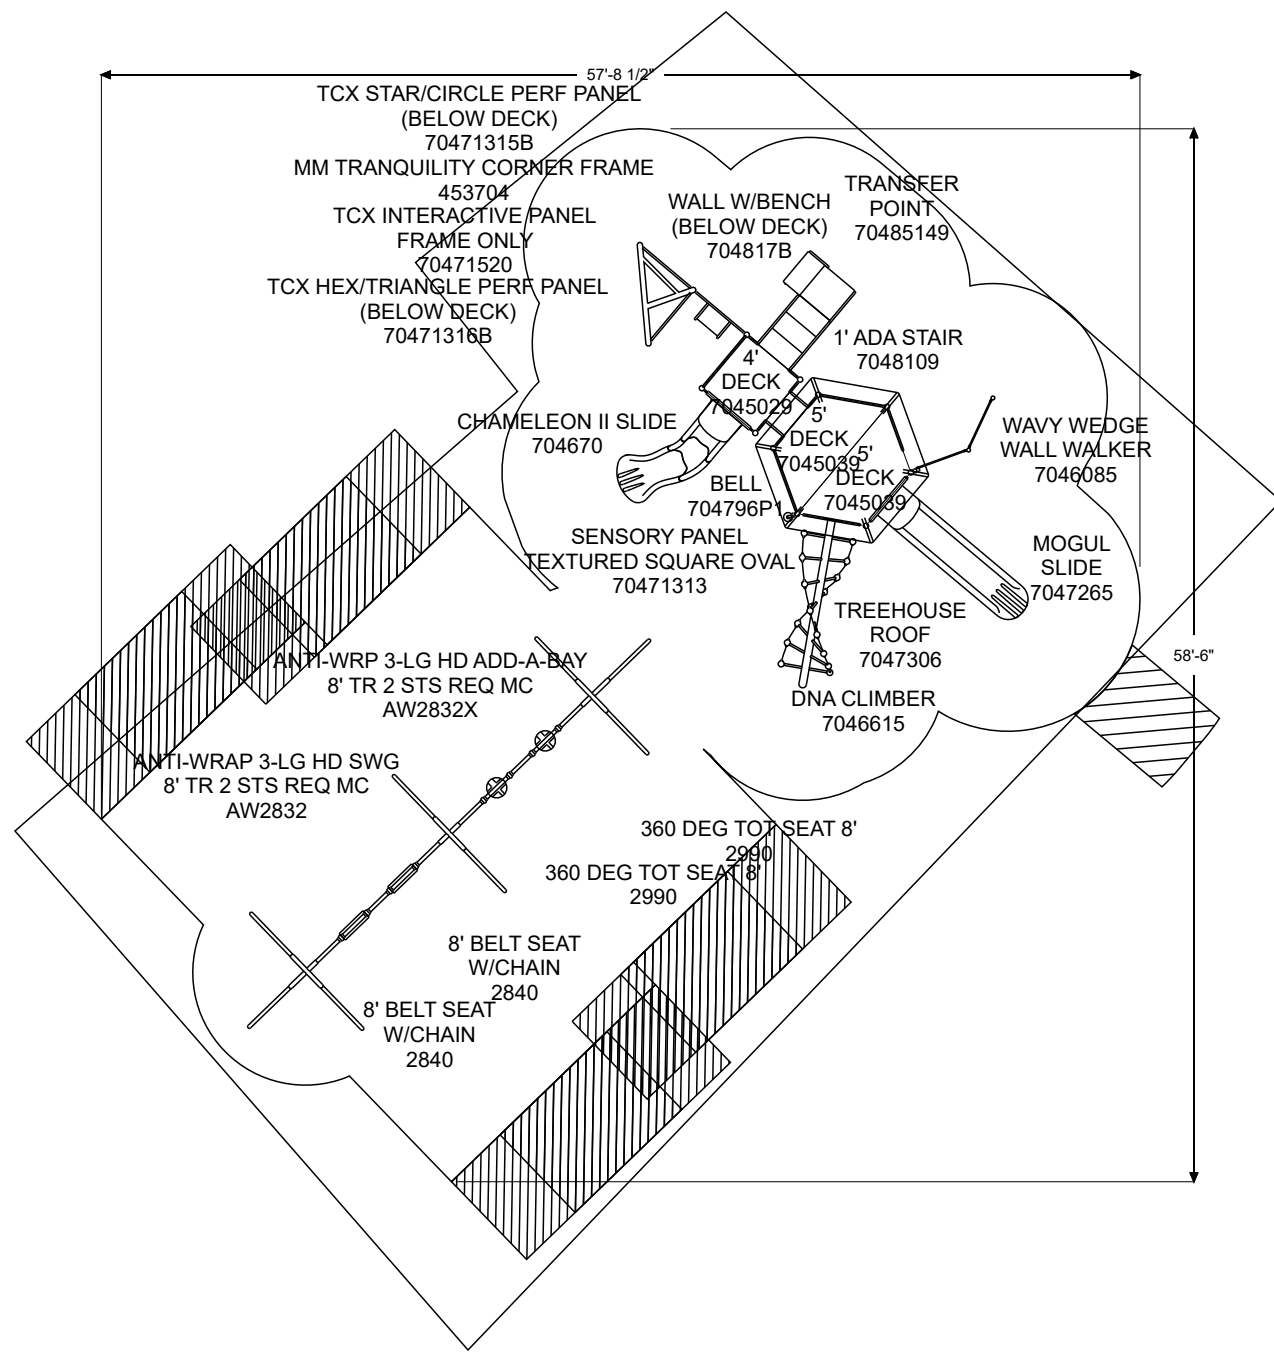 57'-8 1/2"
TCX STAR/CIRCLE PERF PANEL
(BELOW DECK)
70471315B
MM TRANQUILITY CORNER FRAME
453704
TCX INTERACTIVE PANEL
FRAME ONLY
70471520
TCX HEX/TRIANGLE PERF PANEL
(BELOW DECK)
70471316B
WALL W/BENCH
(BELOW DECK)
704817B
TRANSFER
POINT
70485149
1' ADA STAIR
7048109
4'
DECK
7045029
5'
DECK
7045039
5'
DECK
7045039
CHAMELEON II SLIDE
704670
WAVY WEDGE
WALL WALKER
7046085
BELL
704796P1
SENSORY PANEL
TEXTURED SQUARE OVAL
70471313
MOGUL
SLIDE
7047265
TREEHOUSE
ROOF
7047306
58'-6"
DNA CLIMBER
7046615
ANTI-WRP 3-LG HD ADD-A-BAY
8' TR 2 STS REQ MC
AW2832X
ANTI-WRAP 3-LG HD SWG
8' TR 2 STS REQ MC
AW2832
360 DEG TOT SEAT 8'
2990
360 DEG TOT SEAT 8'
2990
8' BELT SEAT
W/CHAIN
2840
8' BELT SEAT
W/CHAIN
2840